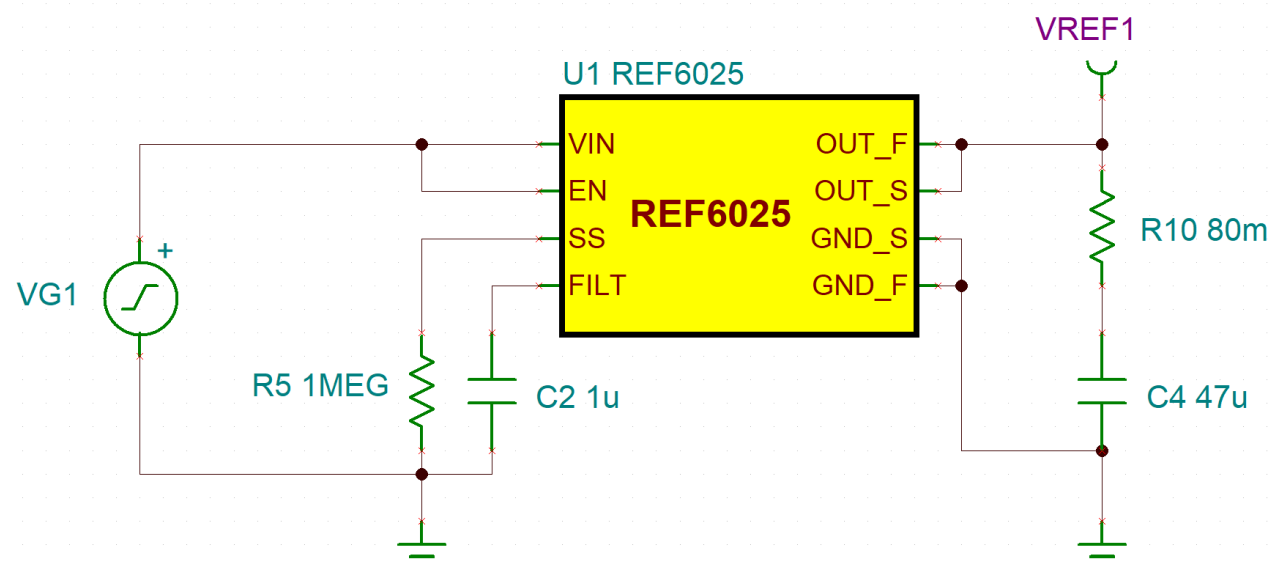 VREF1
U1 REF6025
VIN
OUT_F
EN
OUT_S
REF6025
SS
GND_S
R10 80m
FILT
GND_F
+
VG1
R5 1MEG
C2 1u
C4 47u